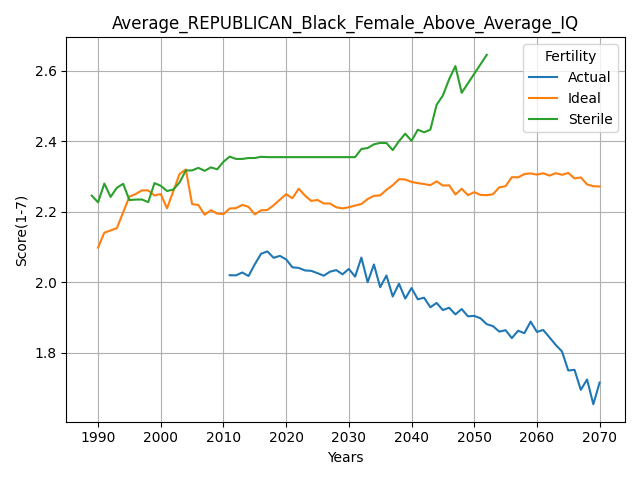 Average_REPUBLICAN_Black_Female_Above_Average_IQ
Score(1-7)
2.6
2.4
2.2
2.0
1.8
Fertility
Actual
Ideal
Sterile
1990 2000 2010 2020 2030 2040 2050 2060 2070
Years